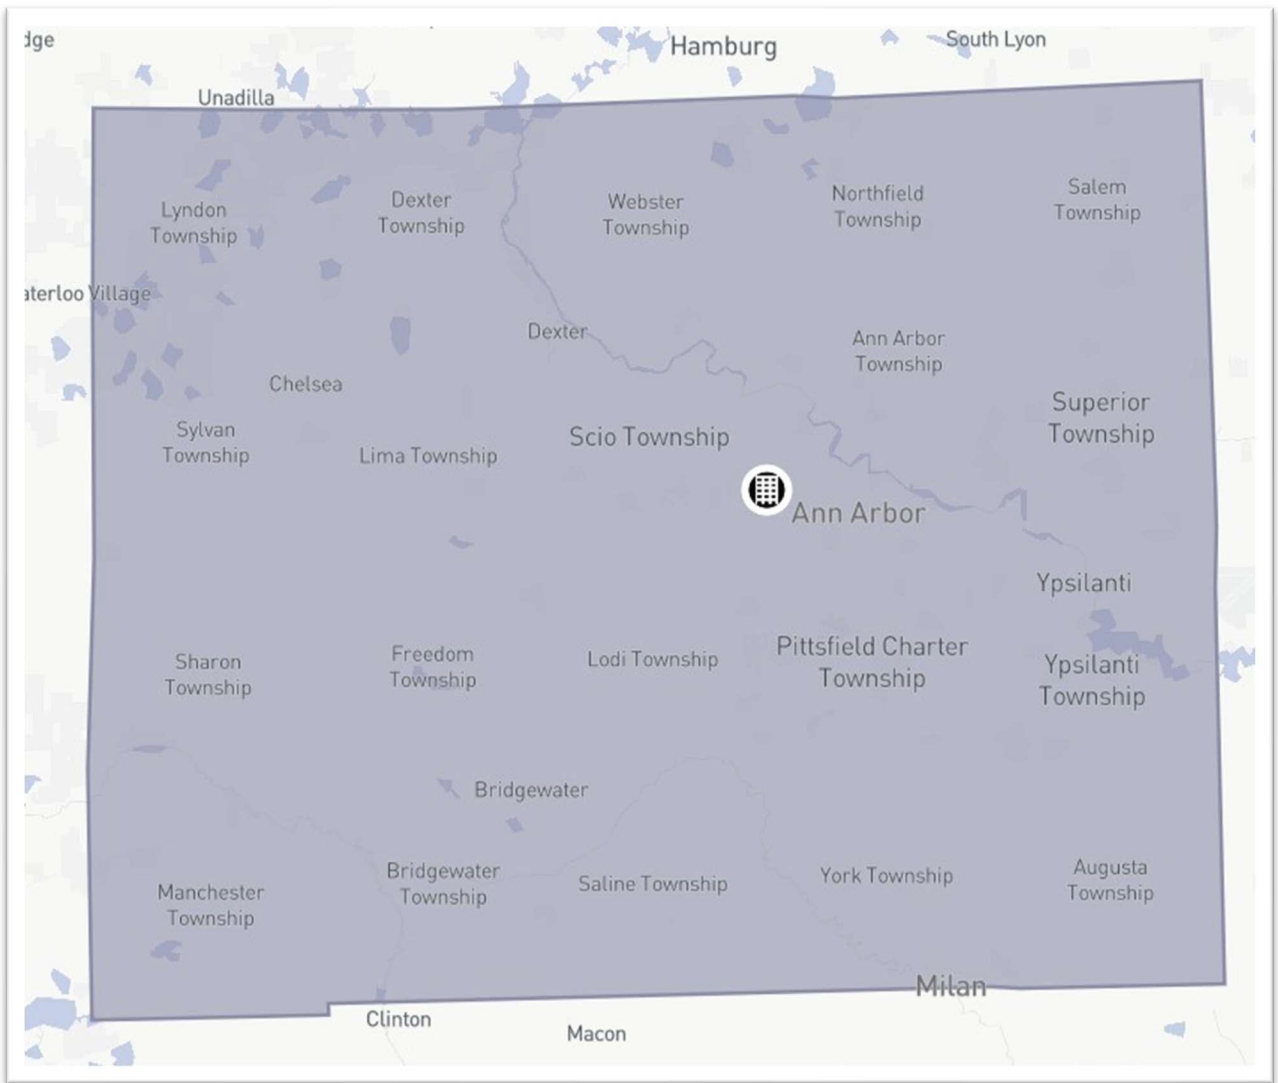 dge
Hamburg
South Lyon
Unadilla
Lyndon
Township
Dexter
Township
Webster
Township
Northfield
Township
Salem
Township
aterloo Village
Dexter
Ann Arbor
Township
Chelsea
Superior
Township
Sylvan
Township
Lima Township
Scio Township
Ann Arbor
Ypsilanti
Sharon
Township
Freedom
Township
Lodi Township
Pittsfield Charter
Township
Ypsilanti
Township
Bridgewater
Manchester
Township
Bridgewater
Township
Saline Township
York Township
Augusta
Township
Milan
Clinton
Macon